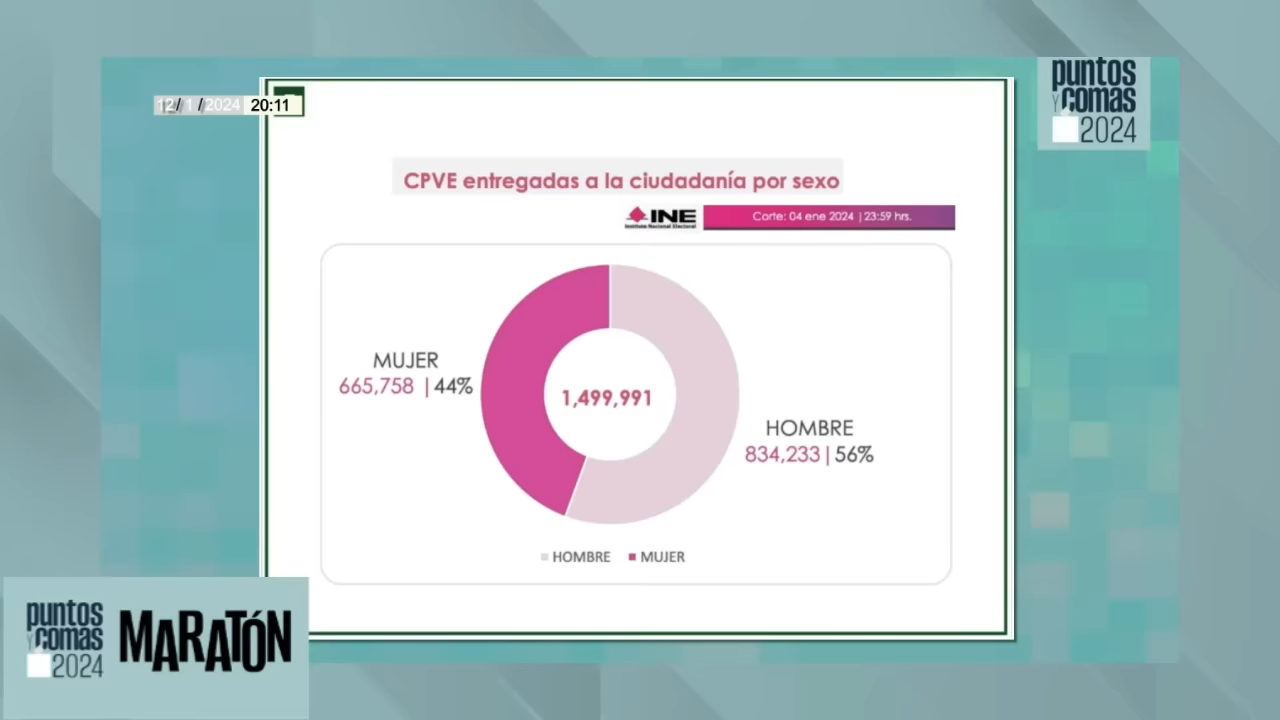 puntos
y comas
2024
12/ 1 /2024 20:11
CPVE entregadas a la ciudadanía por sexo
INE
Instituto Nacional Electoral
Corte: 04 ene 2024 | 23:59 hrs.
MUJER
665,758 | 44%
1,499,991
HOMBRE
834,233 | 56%
HOMBRE MUJER
puntos
y comas
2024
MARATÓN